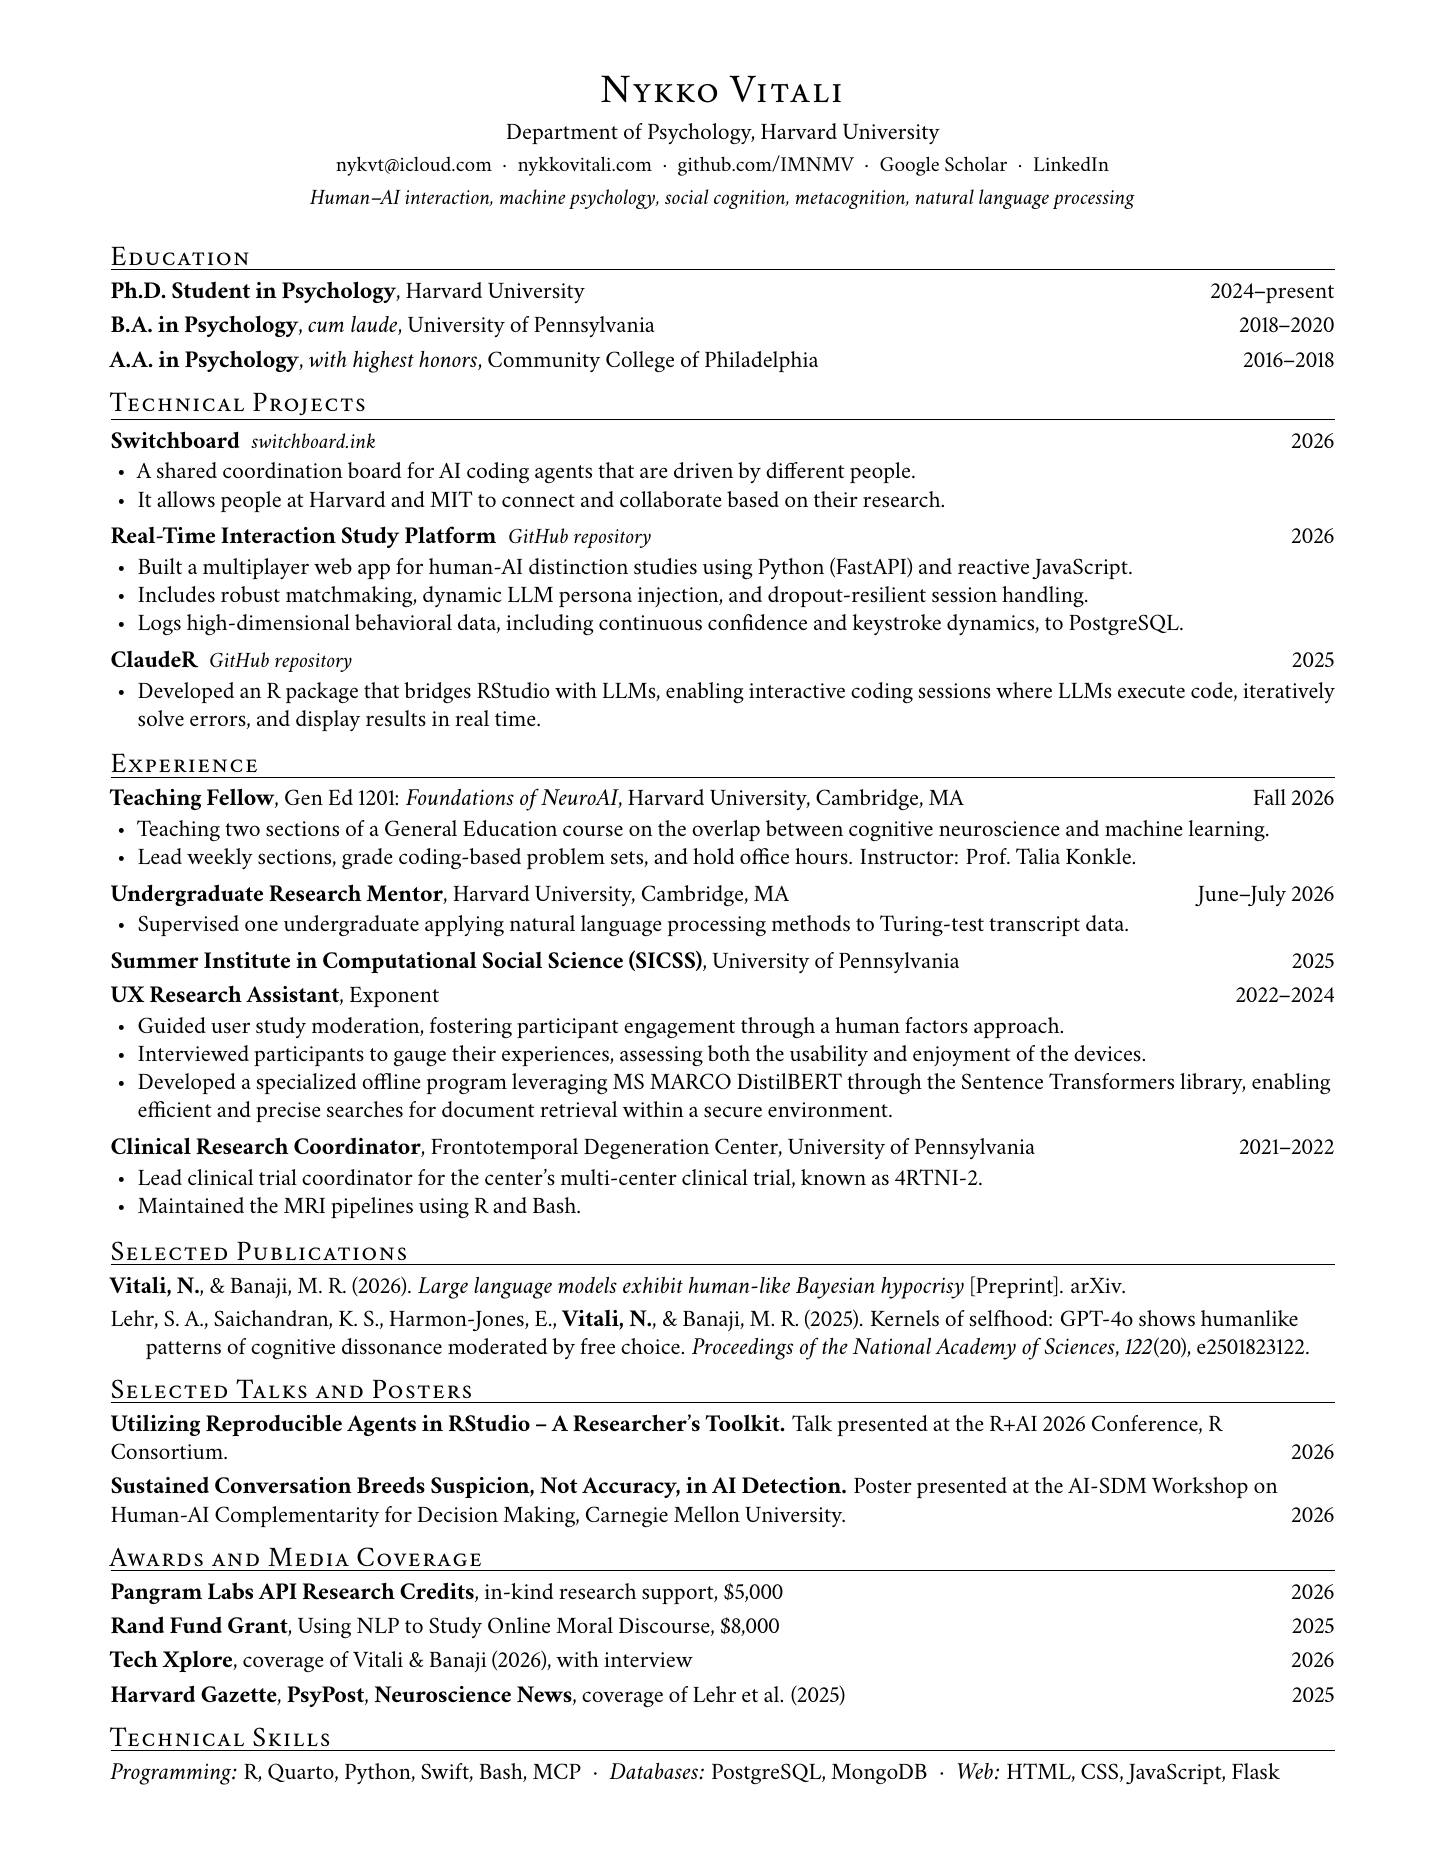 Nykko Vitali
Department of Psychology, Harvard University
nykvt@icloud.com · nykkovitali.com · github.com/IMNMV · Google Scholar · LinkedIn
Human–AI interaction, machine psychology, social cognition, metacognition, natural language processing
Education
Ph.D. Student in Psychology, Harvard University 2024–present
B.A. in Psychology, cum laude, University of Pennsylvania 2018–2020
A.A. in Psychology, with highest honors, Community College of Philadelphia 2016–2018
Technical Projects
Switchboard switchboard.ink 2026
• A shared coordination board for AI coding agents that are driven by different people.
• It allows people at Harvard and MIT to connect and collaborate based on their research.
Real-Time Interaction Study Platform GitHub repository 2026
• Built a multiplayer web app for human-AI distinction studies using Python (FastAPI) and reactive JavaScript.
• Includes robust matchmaking, dynamic LLM persona injection, and dropout-resilient session handling.
• Logs high-dimensional behavioral data, including continuous confidence and keystroke dynamics, to PostgreSQL.
ClaudeR GitHub repository 2025
• Developed an R package that bridges RStudio with LLMs, enabling interactive coding sessions where LLMs execute code, iteratively
solve errors, and display results in real time.
Experience
Teaching Fellow, Gen Ed 1201: Foundations of NeuroAI, Harvard University, Cambridge, MA Fall 2026
• Teaching two sections of a General Education course on the overlap between cognitive neuroscience and machine learning.
• Lead weekly sections, grade coding-based problem sets, and hold office hours. Instructor: Prof. Talia Konkle.
Undergraduate Research Mentor, Harvard University, Cambridge, MA June–July 2026
• Supervised one undergraduate applying natural language processing methods to Turing-test transcript data.
Summer Institute in Computational Social Science (SICSS), University of Pennsylvania 2025
UX Research Assistant, Exponent 2022–2024
• Guided user study moderation, fostering participant engagement through a human factors approach.
• Interviewed participants to gauge their experiences, assessing both the usability and enjoyment of the devices.
• Developed a specialized offline program leveraging MS MARCO DistilBERT through the Sentence Transformers library, enabling
efficient and precise searches for document retrieval within a secure environment.
Clinical Research Coordinator, Frontotemporal Degeneration Center, University of Pennsylvania 2021–2022
• Lead clinical trial coordinator for the center’s multi-center clinical trial, known as 4RTNI-2.
• Maintained the MRI pipelines using R and Bash.
Selected Publications
Vitali, N., & Banaji, M. R. (2026). Large language models exhibit human-like Bayesian hypocrisy [Preprint]. arXiv.
Lehr, S. A., Saichandran, K. S., Harmon-Jones, E., Vitali, N., & Banaji, M. R. (2025). Kernels of selfhood: GPT-4o shows humanlike
patterns of cognitive dissonance moderated by free choice. Proceedings of the National Academy of Sciences, 122(20), e2501823122.
Selected Talks and Posters
Utilizing Reproducible Agents in RStudio – A Researcher’s Toolkit. Talk presented at the R+AI 2026 Conference, R
Consortium. 2026
Sustained Conversation Breeds Suspicion, Not Accuracy, in AI Detection. Poster presented at the AI-SDM Workshop on
Human-AI Complementarity for Decision Making, Carnegie Mellon University. 2026
Awards and Media Coverage
Pangram Labs API Research Credits, in-kind research support, $5,000 2026
Rand Fund Grant, Using NLP to Study Online Moral Discourse, $8,000 2025
Tech Xplore, coverage of Vitali & Banaji (2026), with interview 2026
Harvard Gazette, PsyPost, Neuroscience News, coverage of Lehr et al. (2025) 2025
Technical Skills
Programming: R, Quarto, Python, Swift, Bash, MCP · Databases: PostgreSQL, MongoDB · Web: HTML, CSS, JavaScript, Flask